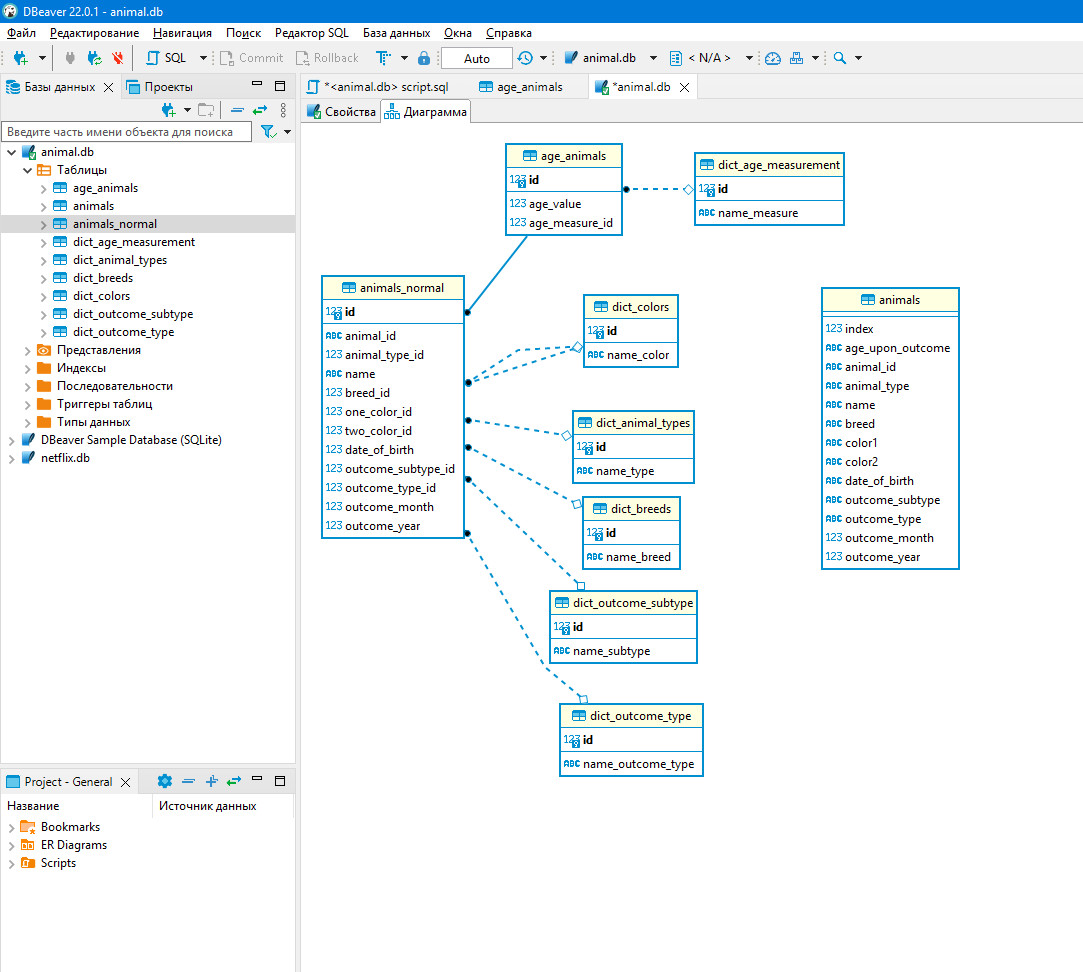 DBeaver 22.0.1 - animal.db
Файл Редактирование Навигация Поиск Редактор SQL База данных Окна Справка
SQL Commit Rollback Auto animal.db < N/A >
Базы данных Проекты
Введите часть имени объекта для поиска
animal.db
Таблицы
age_animals
animals
animals_normal
dict_age_measurement
dict_animal_types
dict_breeds
dict_colors
dict_outcome_subtype
dict_outcome_type
Представления
Индексы
Последовательности
Триггеры таблиц
Типы данных
DBeaver Sample Database (SQLite)
netflix.db
Project - General
Название Источник данных
Bookmarks
ER Diagrams
Scripts
*<animal.db> script.sql age_animals *animal.db
Свойства Диаграмма
age_animals
123 id
123 age_value
123 age_measure_id
dict_age_measurement
123 id
ABC name_measure
animals_normal
123 id
ABC animal_id
123 animal_type_id
ABC name
123 breed_id
123 one_color_id
123 two_color_id
123 date_of_birth
123 outcome_subtype_id
123 outcome_type_id
123 outcome_month
123 outcome_year
dict_colors
123 id
ABC name_color
dict_animal_types
123 id
ABC name_type
dict_breeds
123 id
ABC name_breed
dict_outcome_subtype
123 id
ABC name_subtype
dict_outcome_type
123 id
ABC name_outcome_type
animals
123 index
ABC age_upon_outcome
ABC animal_id
ABC animal_type
ABC name
ABC breed
ABC color1
ABC color2
ABC date_of_birth
ABC outcome_subtype
ABC outcome_type
123 outcome_month
123 outcome_year